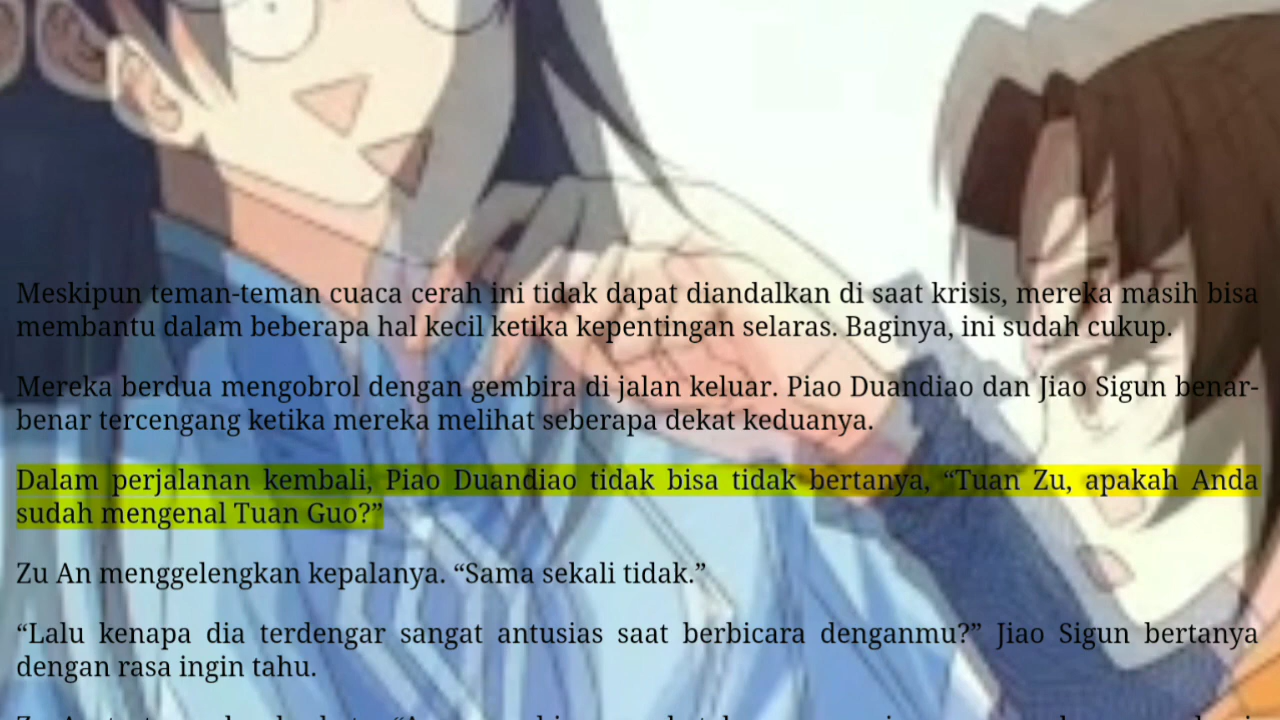 Meskipun teman-teman cuaca cerah ini tidak dapat diandalkan di saat krisis, mereka masih bisa
membantu dalam beberapa hal kecil ketika kepentingan selaras. Baginya, ini sudah cukup.
Mereka berdua mengobrol dengan gembira di jalan keluar. Piao Duandiao dan Jiao Sigun benar-
benar tercengang ketika mereka melihat seberapa dekat keduanya.
Dalam perjalanan kembali, Piao Duandiao tidak bisa tidak bertanya, “Tuan Zu, apakah Anda
sudah mengenal Tuan Guo?”
Zu An menggelengkan kepalanya. “Sama sekali tidak.”
“Lalu kenapa dia terdengar sangat antusias saat berbicara denganmu?” Jiao Sigun bertanya
dengan rasa ingin tahu.